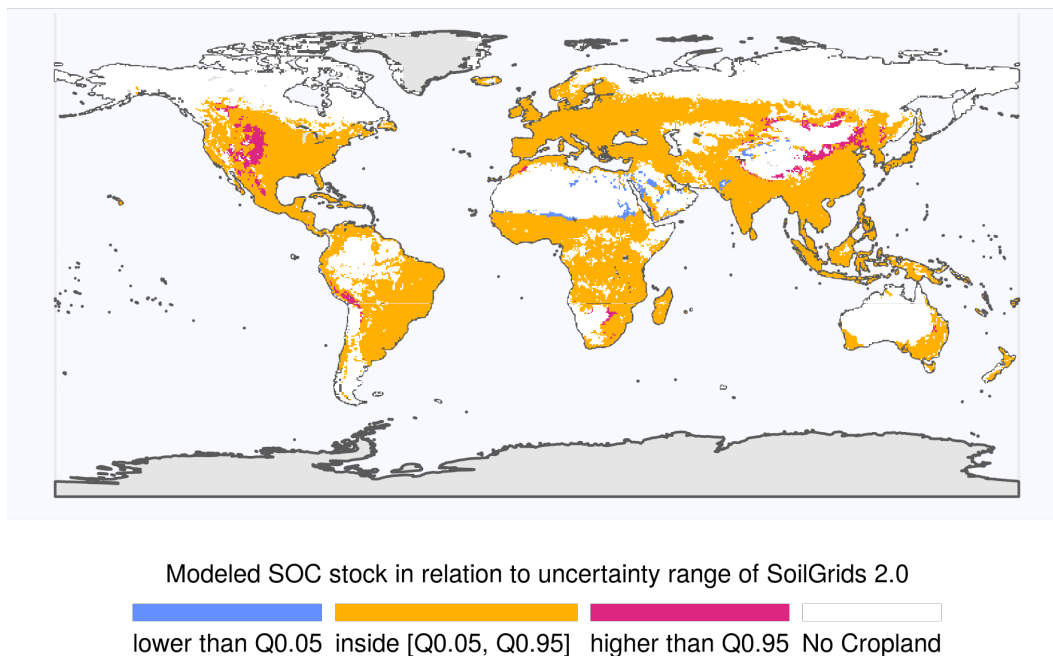 Modeled SOC stock in relation to uncertainty range of SoilGrids 2.0
lower than Q0.05 inside [Q0.05, Q0.95] higher than Q0.95 No Cropland